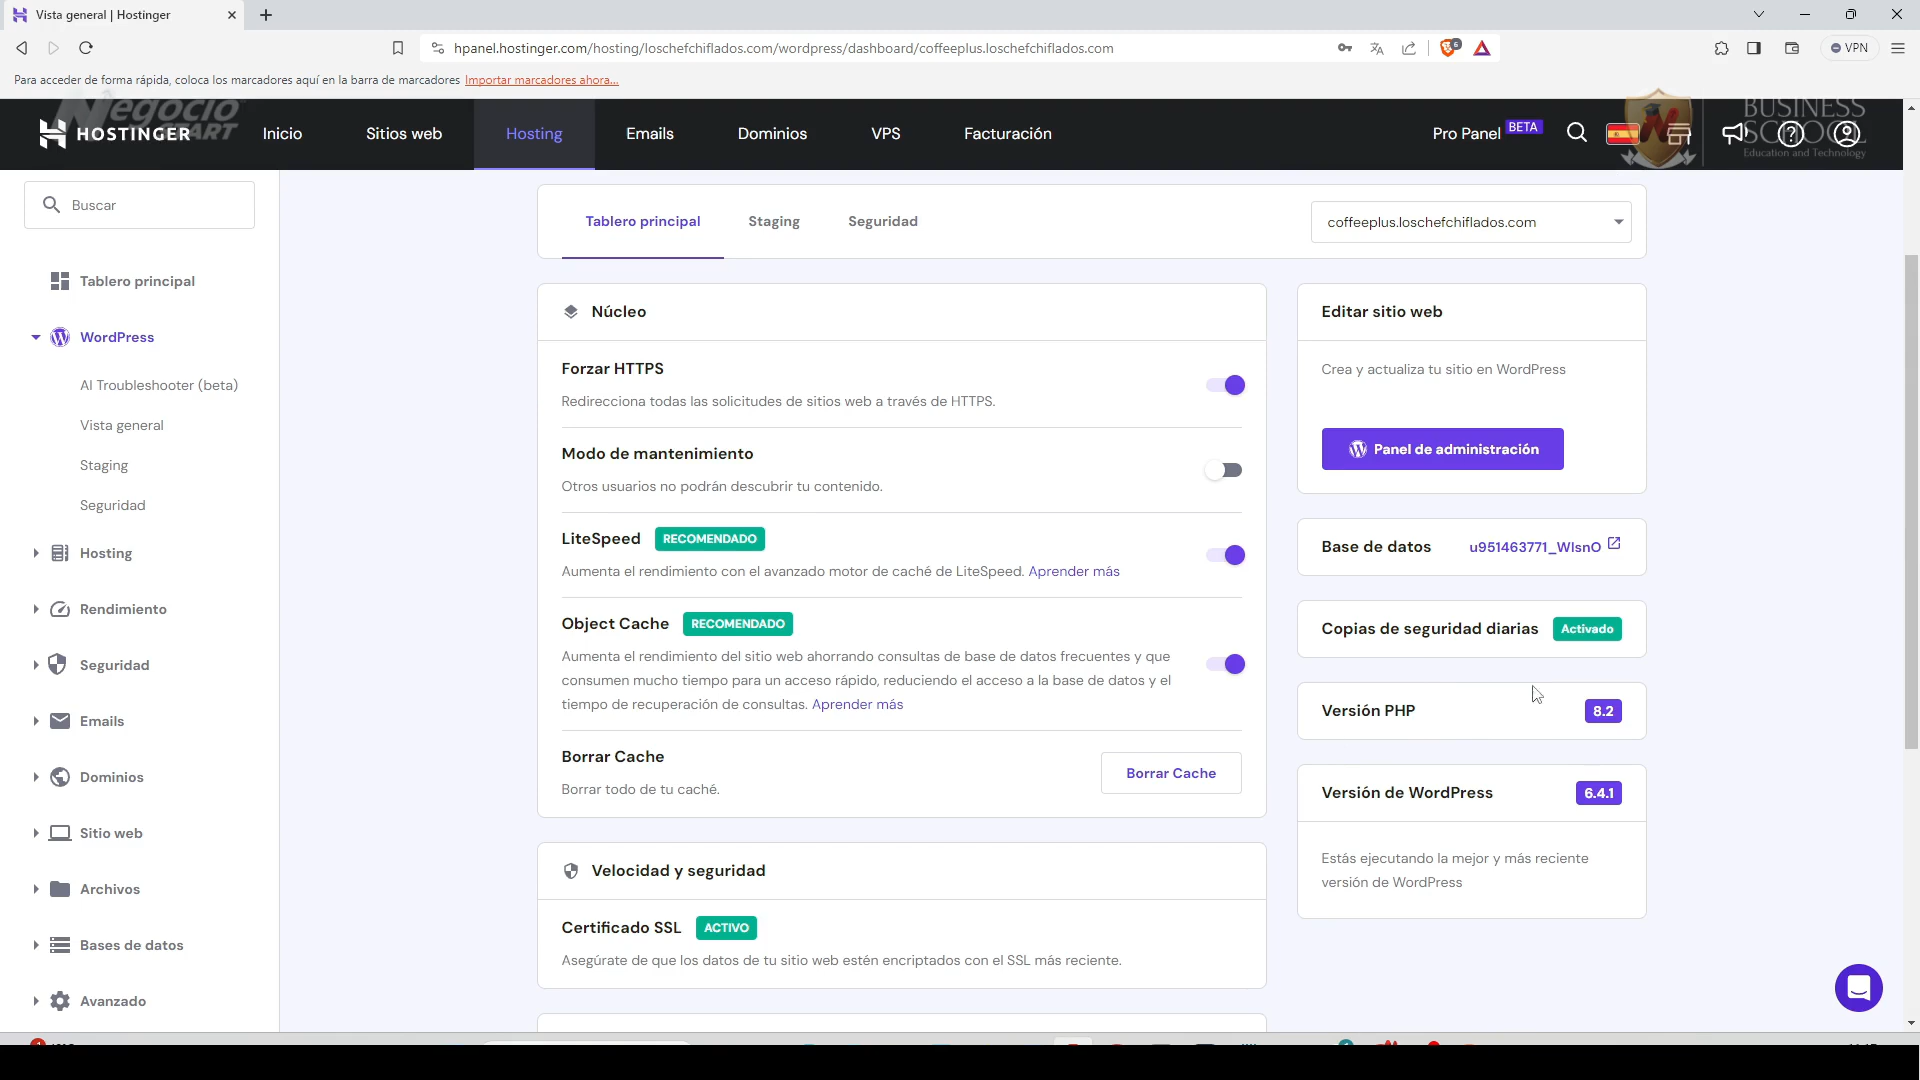 Vista general | Hostinger
hpanel.hostinger.com/hosting/loschefchiflados.com/wordpress/dashboard/coffeeplus.loschefchiflados.com
6
VPN
Para acceder de forma rápida, coloca los marcadores aquí en la barra de marcadores Importar marcadores ahora...
Negocio
HOSTINGER
Inicio
Sitios web
Hosting
Emails
Dominios
VPS
Facturación
Pro Panel BETA
BUSINESS
SCHOOL
Education and Technology
Buscar
Tablero principal
WordPress
AI Troubleshooter (beta)
Vista general
Staging
Seguridad
Hosting
Rendimiento
Seguridad
Emails
Dominios
Sitio web
Archivos
Bases de datos
Avanzado
Tablero principal
Staging
Seguridad
coffeeplus.loschefchiflados.com
Núcleo
Forzar HTTPS
Redirecciona todas las solicitudes de sitios web a través de HTTPS.
Modo de mantenimiento
Otros usuarios no podrán descubrir tu contenido.
LiteSpeed RECOMENDADO
Aumenta el rendimiento con el avanzado motor de caché de LiteSpeed. Aprender más
Object Cache RECOMENDADO
Aumenta el rendimiento del sitio web ahorrando consultas de base de datos frecuentes y que
consumen mucho tiempo para un acceso rápido, reduciendo el acceso a la base de datos y el
tiempo de recuperación de consultas. Aprender más
Borrar Cache
Borrar todo de tu caché.
Borrar Cache
Velocidad y seguridad
Certificado SSL ACTIVO
Asegúrate de que los datos de tu sitio web estén encriptados con el SSL más reciente.
Editar sitio web
Crea y actualiza tu sitio en WordPress
Panel de administración
Base de datos u951463771_WlsnO
Copias de seguridad diarias Activado
Versión PHP 8.2
Versión de WordPress 6.4.1
Estás ejecutando la mejor y más reciente
versión de WordPress